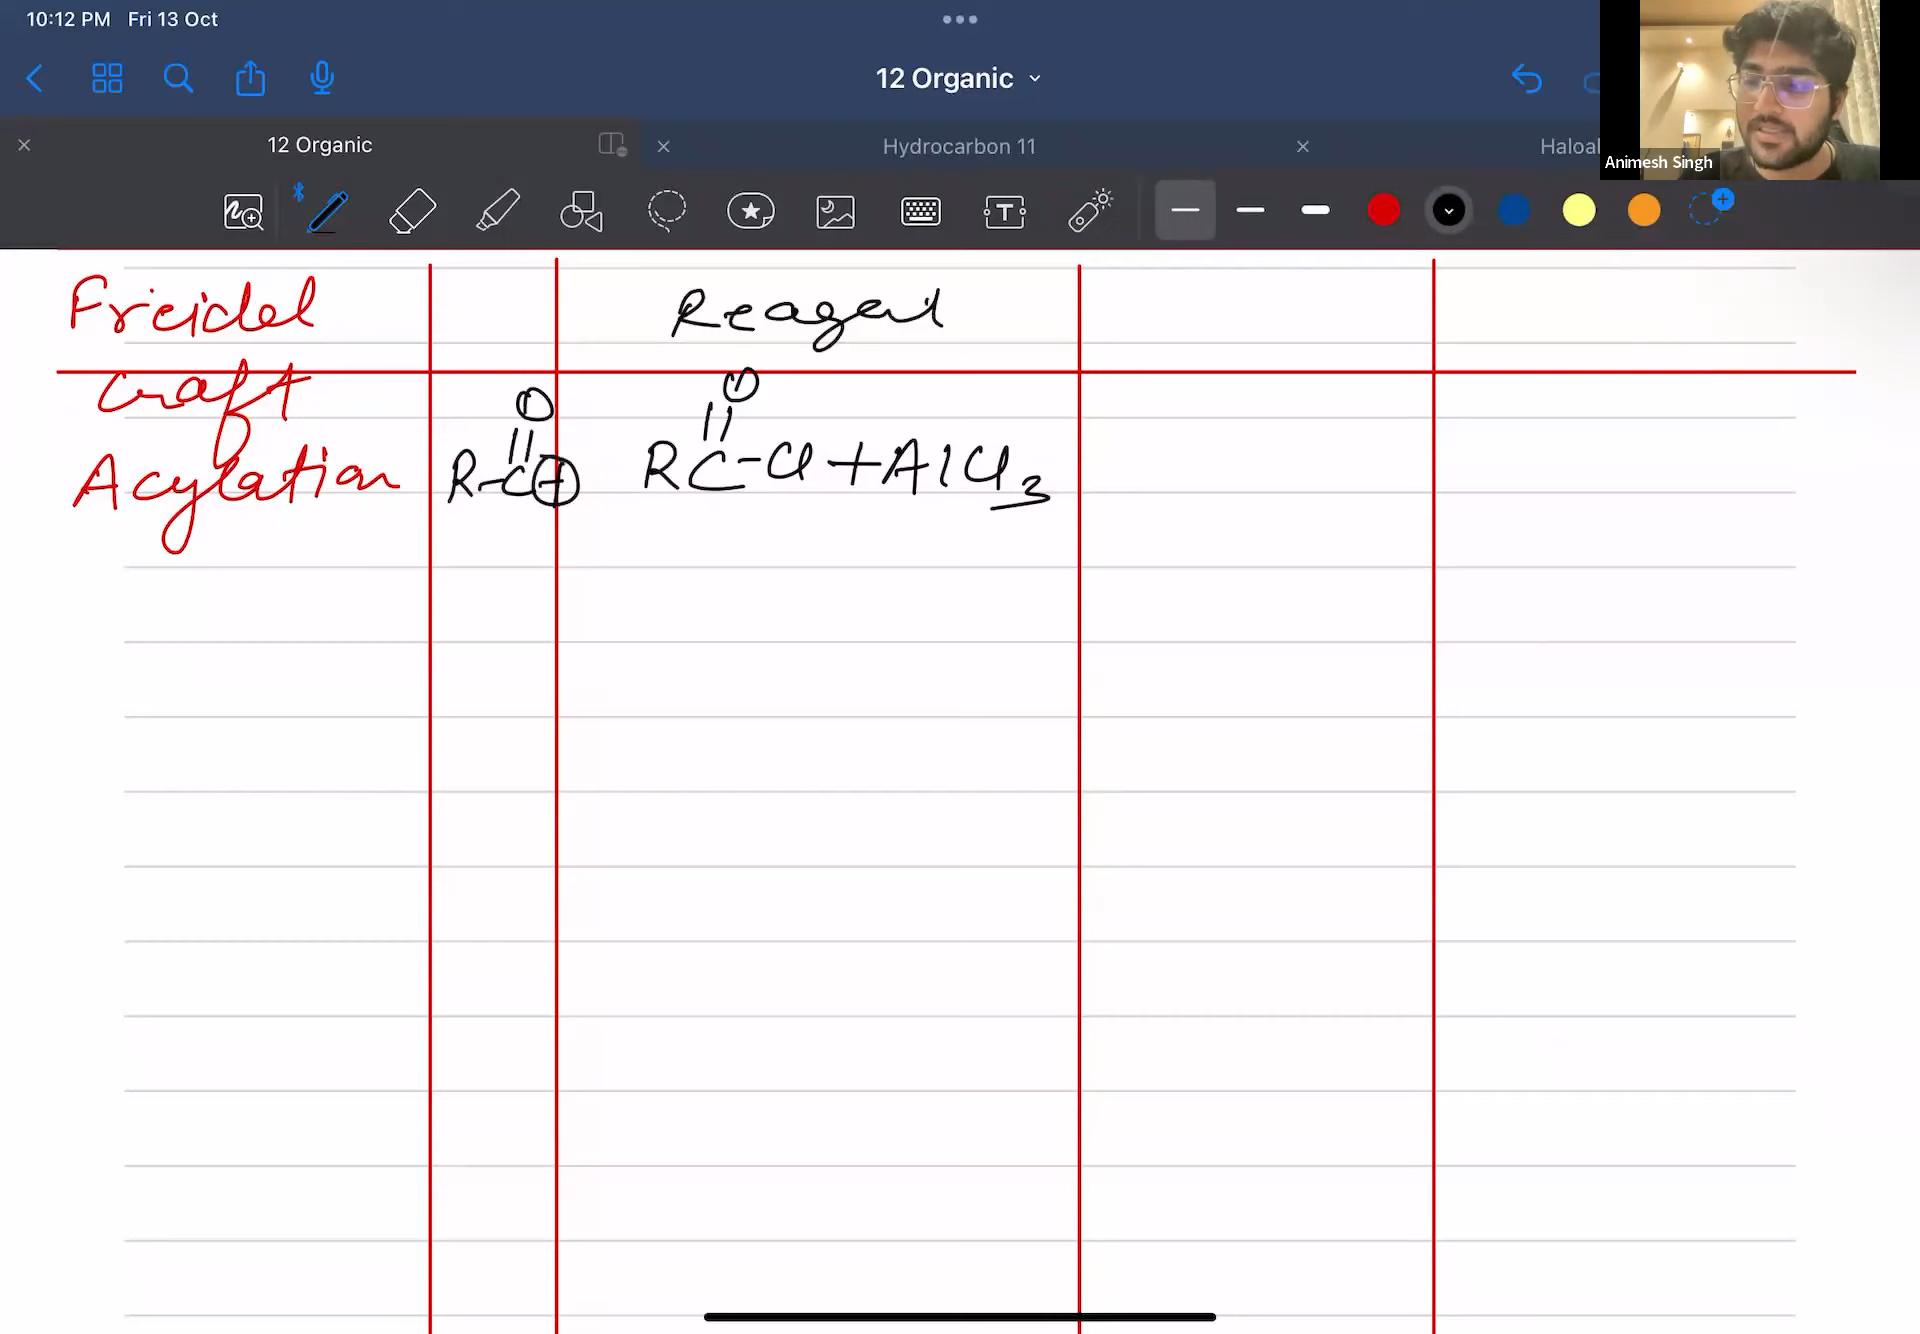 10:12 PM Fri 13 Oct
12 Organic
12 Organic
Hydrocarbon 11
Haloal
Animesh Singh
T
Freidel
Reagent
Craft
O
O
Acylation
R-C+
RC-Cl+AlCl3